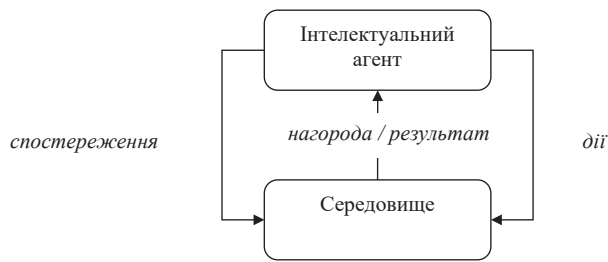 Інтелектуальний
агент
спостереження
нагорода / результат
дії
Середовище